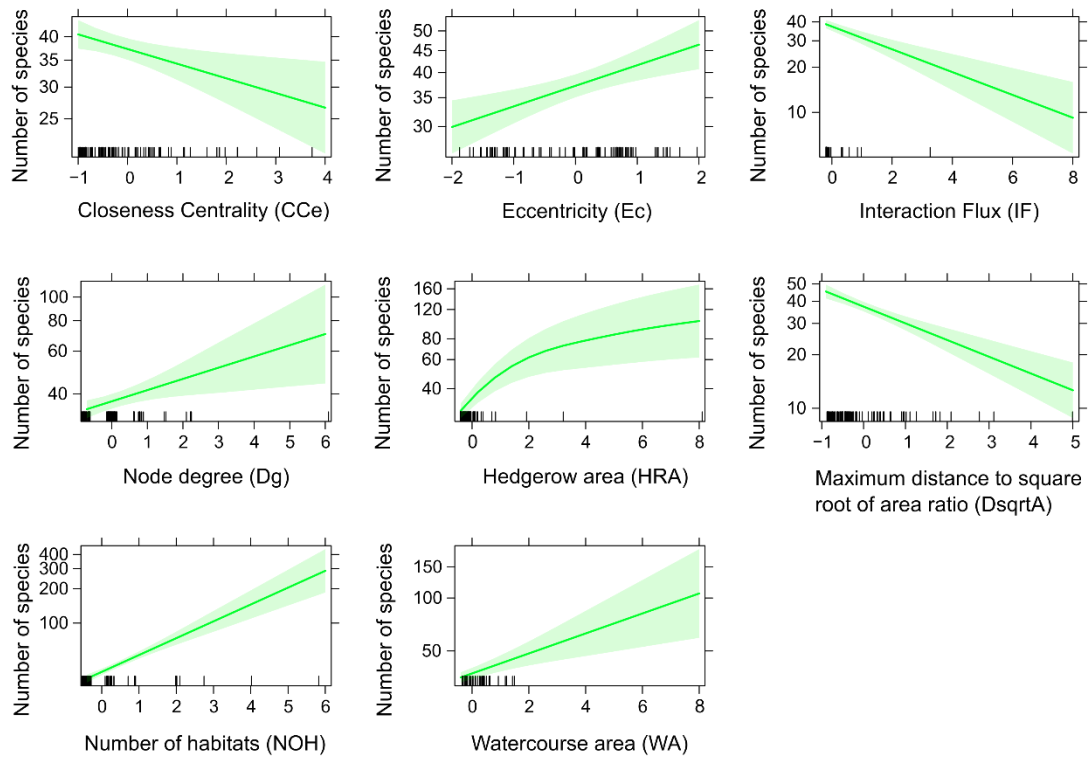 Number of species
40
35
30
25
−1 0 1 2 3 4
Closeness Centrality (CCe)
Number of species
50
45
40
35
30
−2 −1 0 1 2
Eccentricity (Ec)
Number of species
40
30
20
10
0 2 4 6 8
Interaction Flux (IF)
Number of species
100
80
60
40
0 1 2 3 4 5 6
Node degree (Dg)
Number of species
160
120
80
60
40
0 2 4 6 8
Hedgerow area (HRA)
Number of species
50
40
30
20
10
−1 0 1 2 3 4 5
Maximum distance to square
root of area ratio (DsqrtA)
Number of species
400
300
200
100
0 1 2 3 4 5 6
Number of habitats (NOH)
Number of species
150
100
50
0 2 4 6 8
Watercourse area (WA)